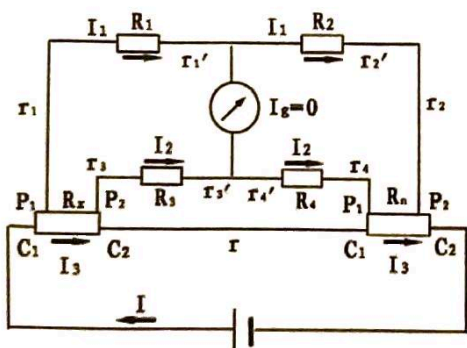 I₁ R₁ I₁ R₂
r₁′ r₂′
r₁ I_g=0 r₂
r₃ I₂ I₂ r₄
R₃ r₃′ r₄′ R₄
P₁ Rₓ P₂ P₁ Rₙ P₂
C₁ I₃ C₂ r C₁ I₃ C₂
I